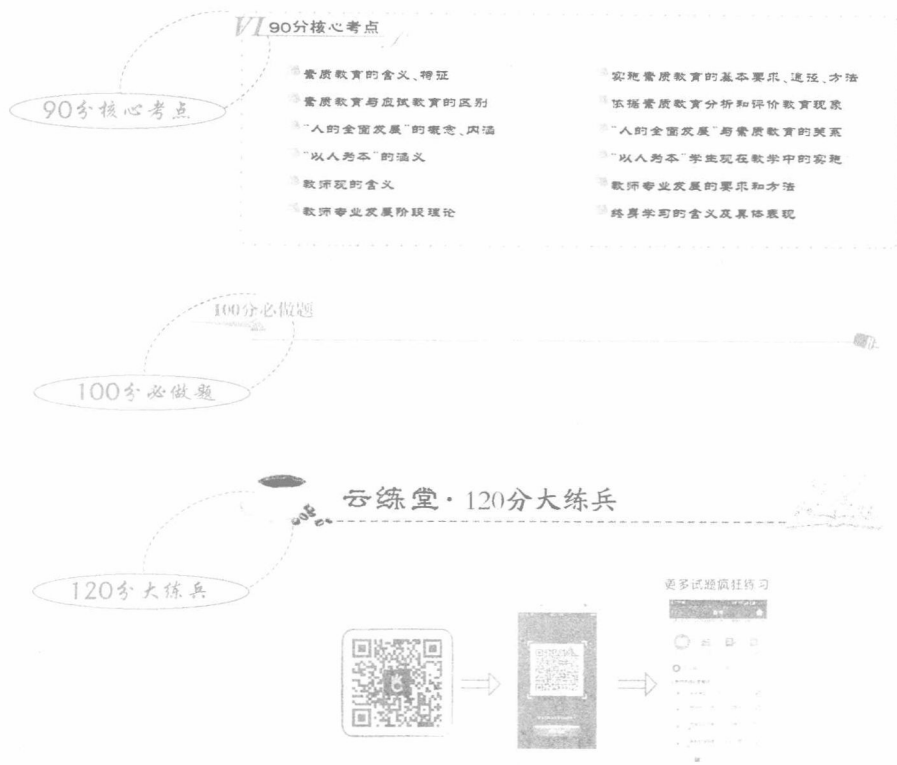 VI 90分核心考点
90分核心考点
素质教育的含义、特征
素质教育与应试教育的区别
“人的全面发展”的概念、内涵
“以人为本”的涵义
教师观的含义
教师专业发展阶段理论
实施素质教育的基本要求、途径、方法
依据素质教育分析和评价教育现象
“人的全面发展”与素质教育的关系
“以人为本”学生观在教学中的实施
教师专业发展的要求和方法
终身学习的含义及具体表现
100分必做题
100分必做题
云练堂·120分大练兵
120分大练兵
更多试题疯狂练习